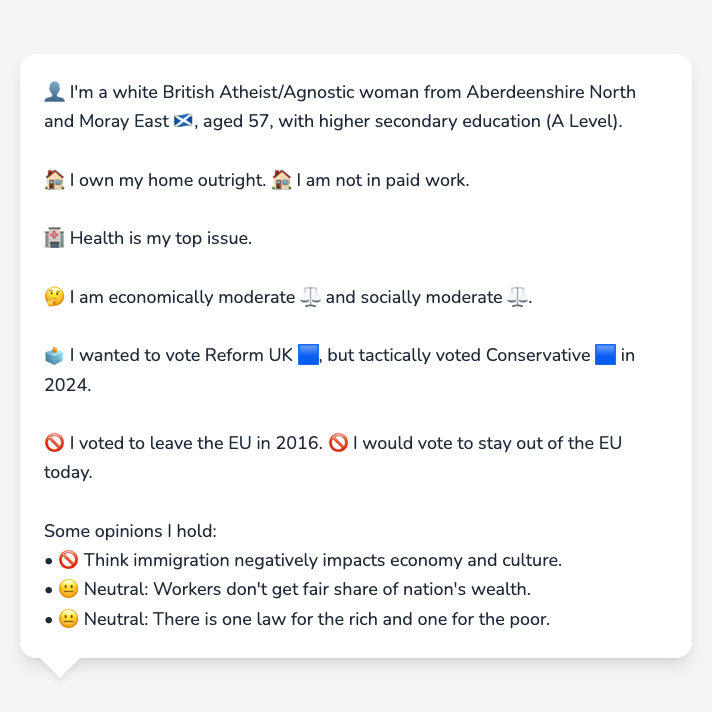 👤 I'm a white British Atheist/Agnostic woman from Aberdeenshire North
and Moray East 🏴󠁧󠁢󠁳󠁣󠁴󠁿, aged 57, with higher secondary education (A Level).
🏠 I own my home outright. 🏠 I am not in paid work.
🏥 Health is my top issue.
🤔 I am economically moderate ⚖️ and socially moderate ⚖️.
🗳️ I wanted to vote Reform UK 🟦, but tactically voted Conservative 🟦 in
2024.
🚫 I voted to leave the EU in 2016. 🚫 I would vote to stay out of the EU
today.
Some opinions I hold:
• 🚫 Think immigration negatively impacts economy and culture.
• 😐 Neutral: Workers don't get fair share of nation's wealth.
• 😐 Neutral: There is one law for the rich and one for the poor.